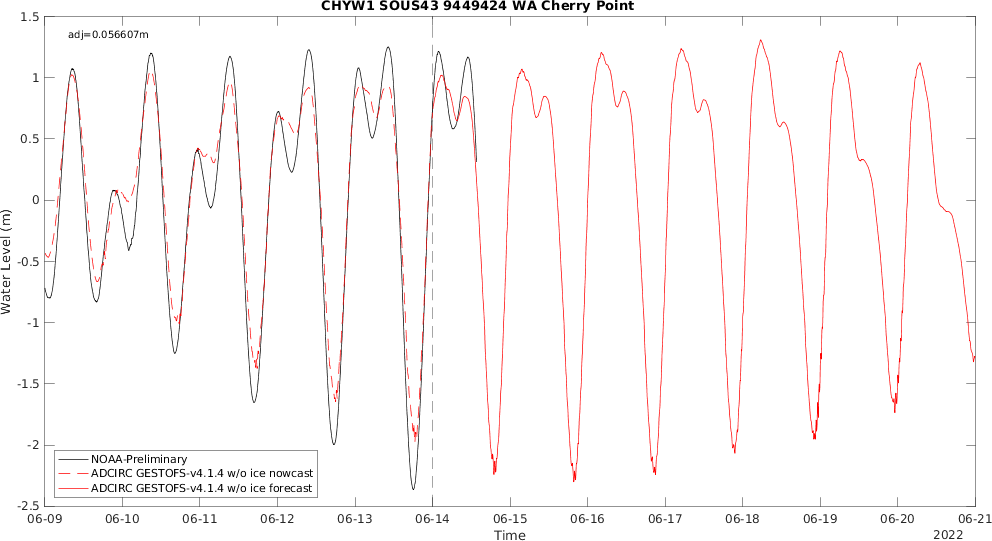 CHYW1 SOUS43 9449424 WA Cherry Point
adj=0.056607m
1.5
1
0.5
0
-0.5
-1
-1.5
-2
-2.5
Water Level (m)
NOAA-Preliminary
ADCIRC GESTOFS-v4.1.4 w/o ice nowcast
ADCIRC GESTOFS-v4.1.4 w/o ice forecast
06-09 06-10 06-11 06-12 06-13 06-14 06-15 06-16 06-17 06-18 06-19 06-20 06-21
Time
2022